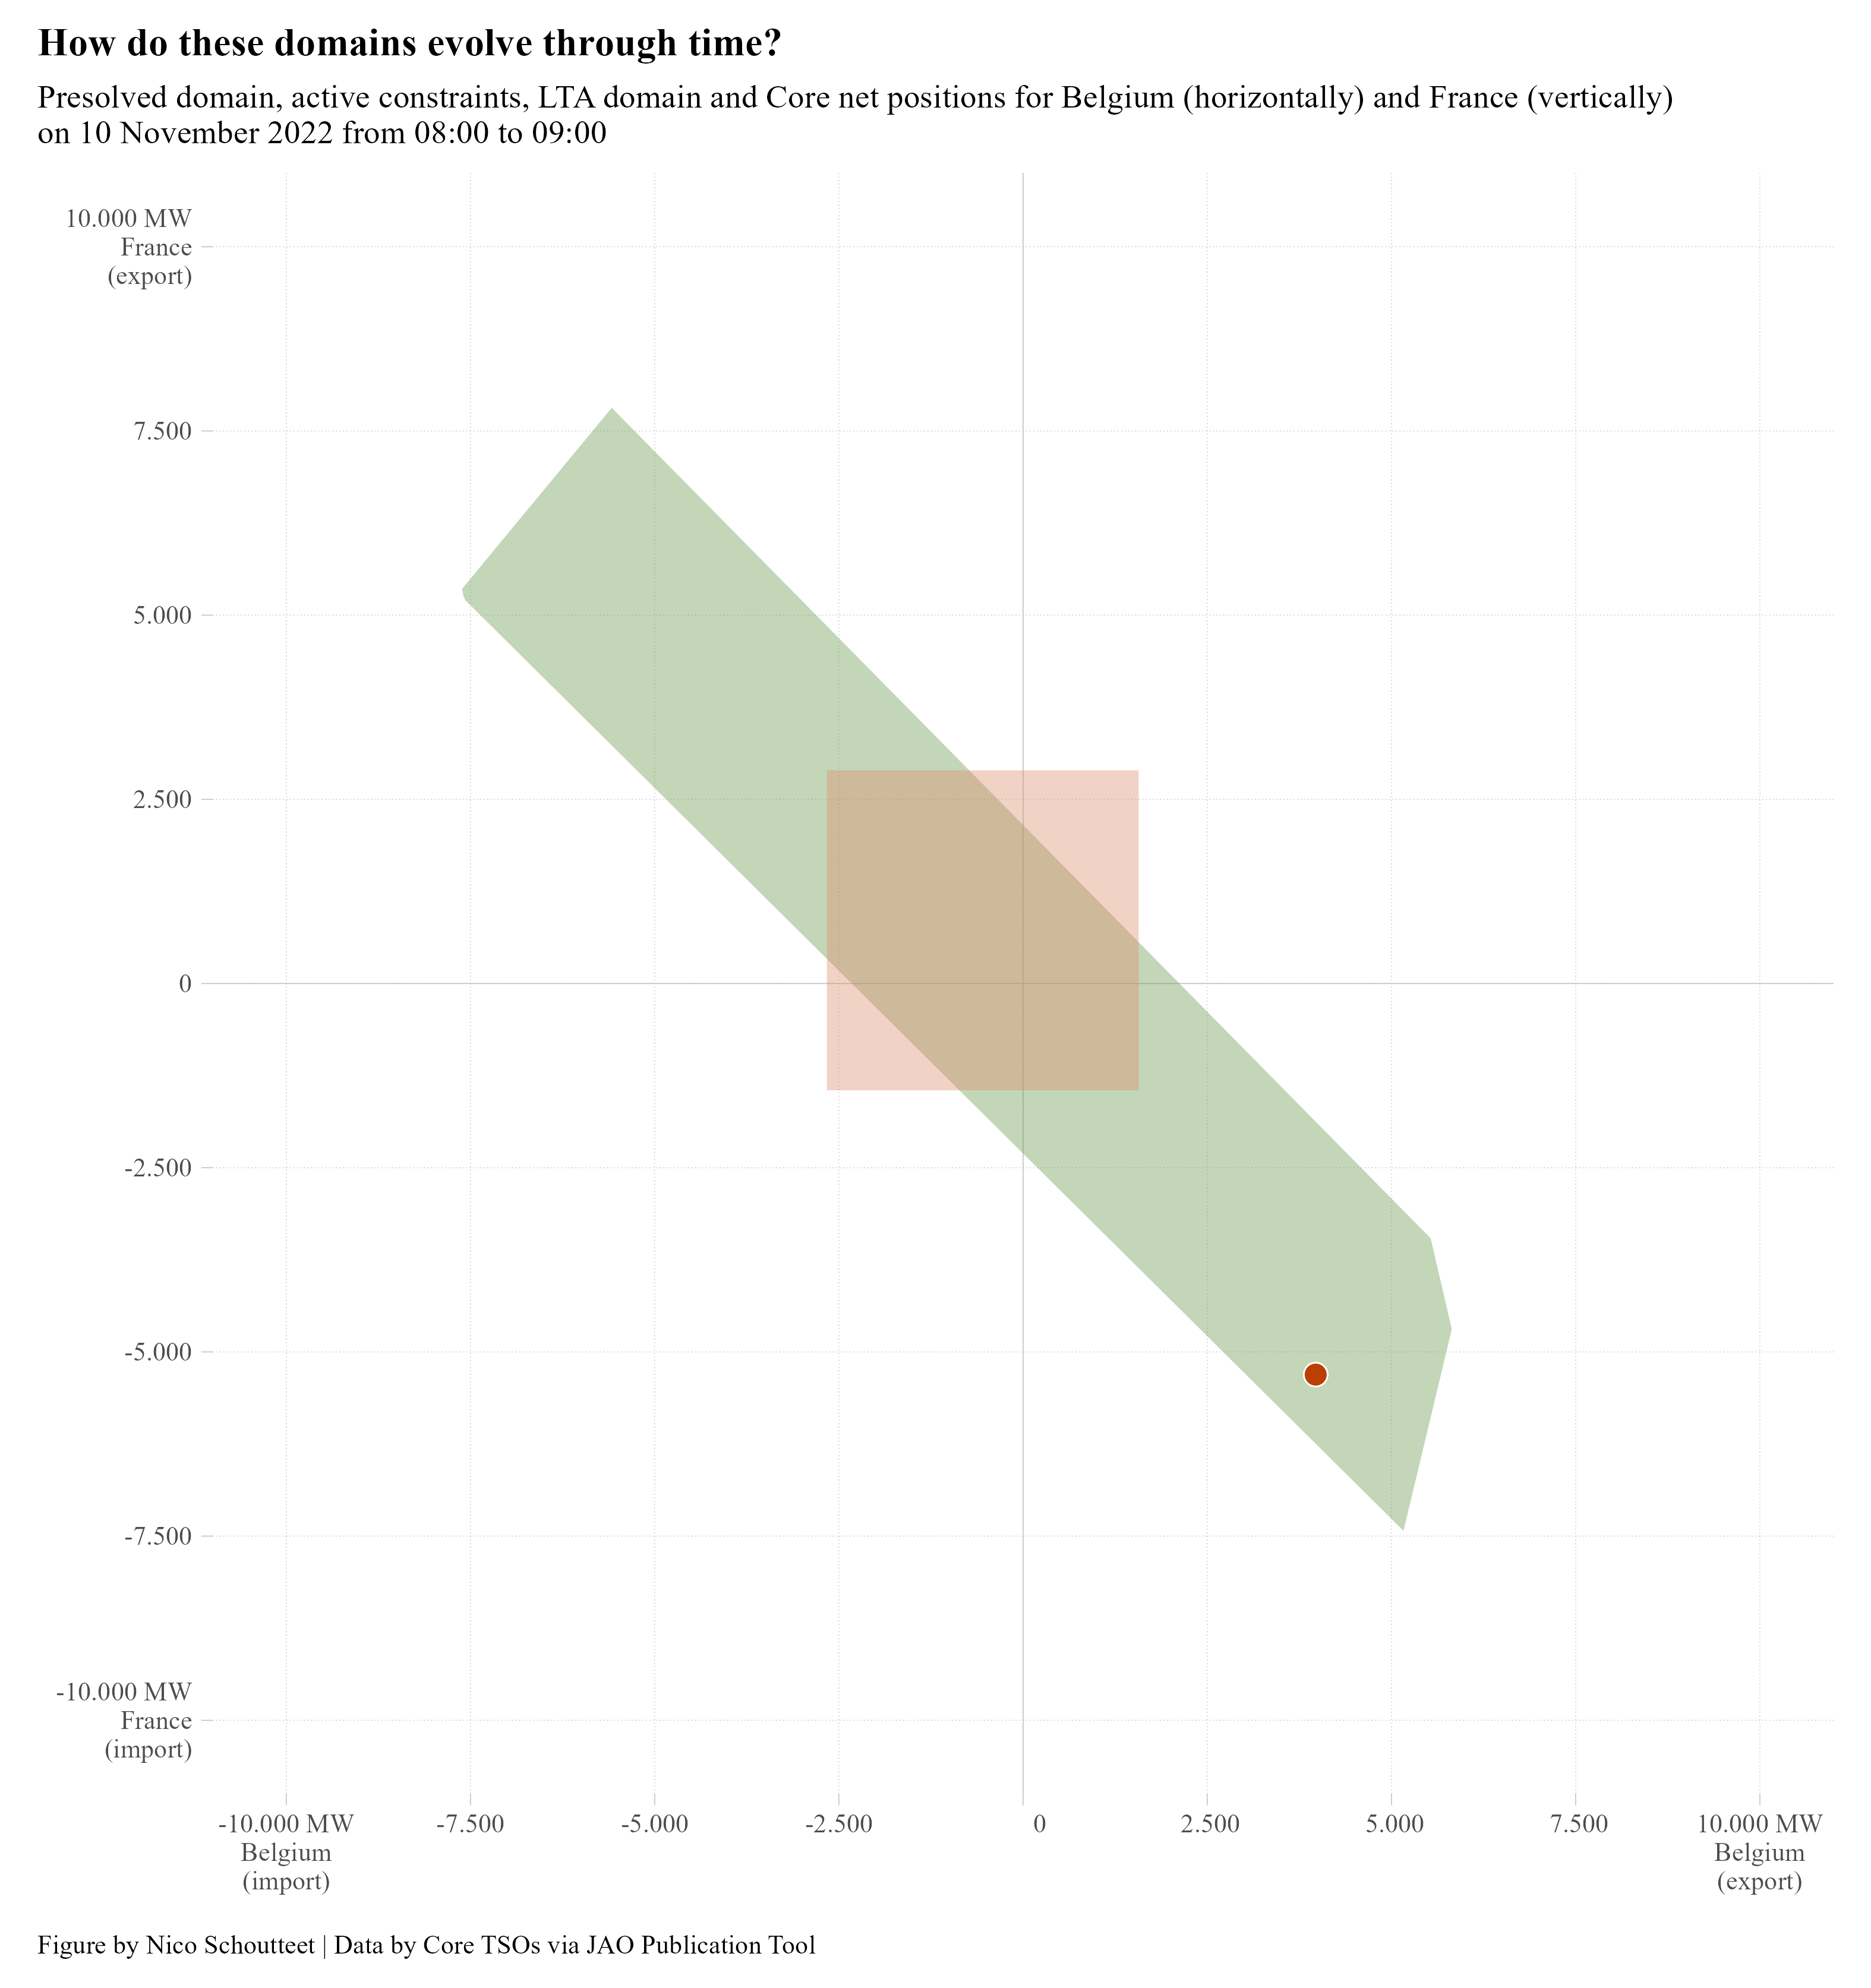 How do these domains evolve through time?
Presolved domain, active constraints, LTA domain and Core net positions for Belgium (horizontally) and France (vertically)
on 10 November 2022 from 08:00 to 09:00
10.000 MW
France
(export)
7.500
5.000
2.500
0
-2.500
-5.000
-7.500
-10.000 MW
France
(import)
-10.000 MW
Belgium
(import)
-7.500
-5.000
-2.500
0
2.500
5.000
7.500
10.000 MW
Belgium
(export)
Figure by Nico Schoutteet | Data by Core TSOs via JAO Publication Tool